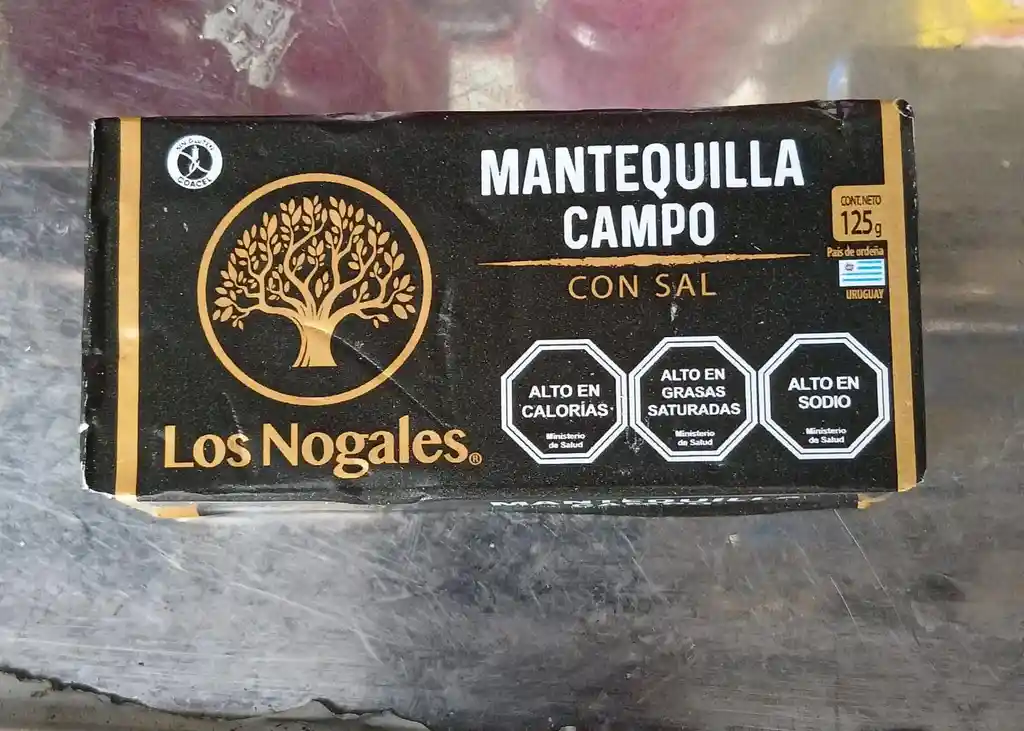 SIN GLUTEN
COACEL
MANTEQUILLA
CAMPO
CON SAL
CONT. NETO
125g
País de ordeña
URUGUAY
Los Nogales®
ALTO EN
CALORÍAS
Ministerio
de Salud
ALTO EN
GRASAS
SATURADAS
Ministerio
de Salud
ALTO EN
SODIO
Ministerio
de Salud
MANTEQUILLA